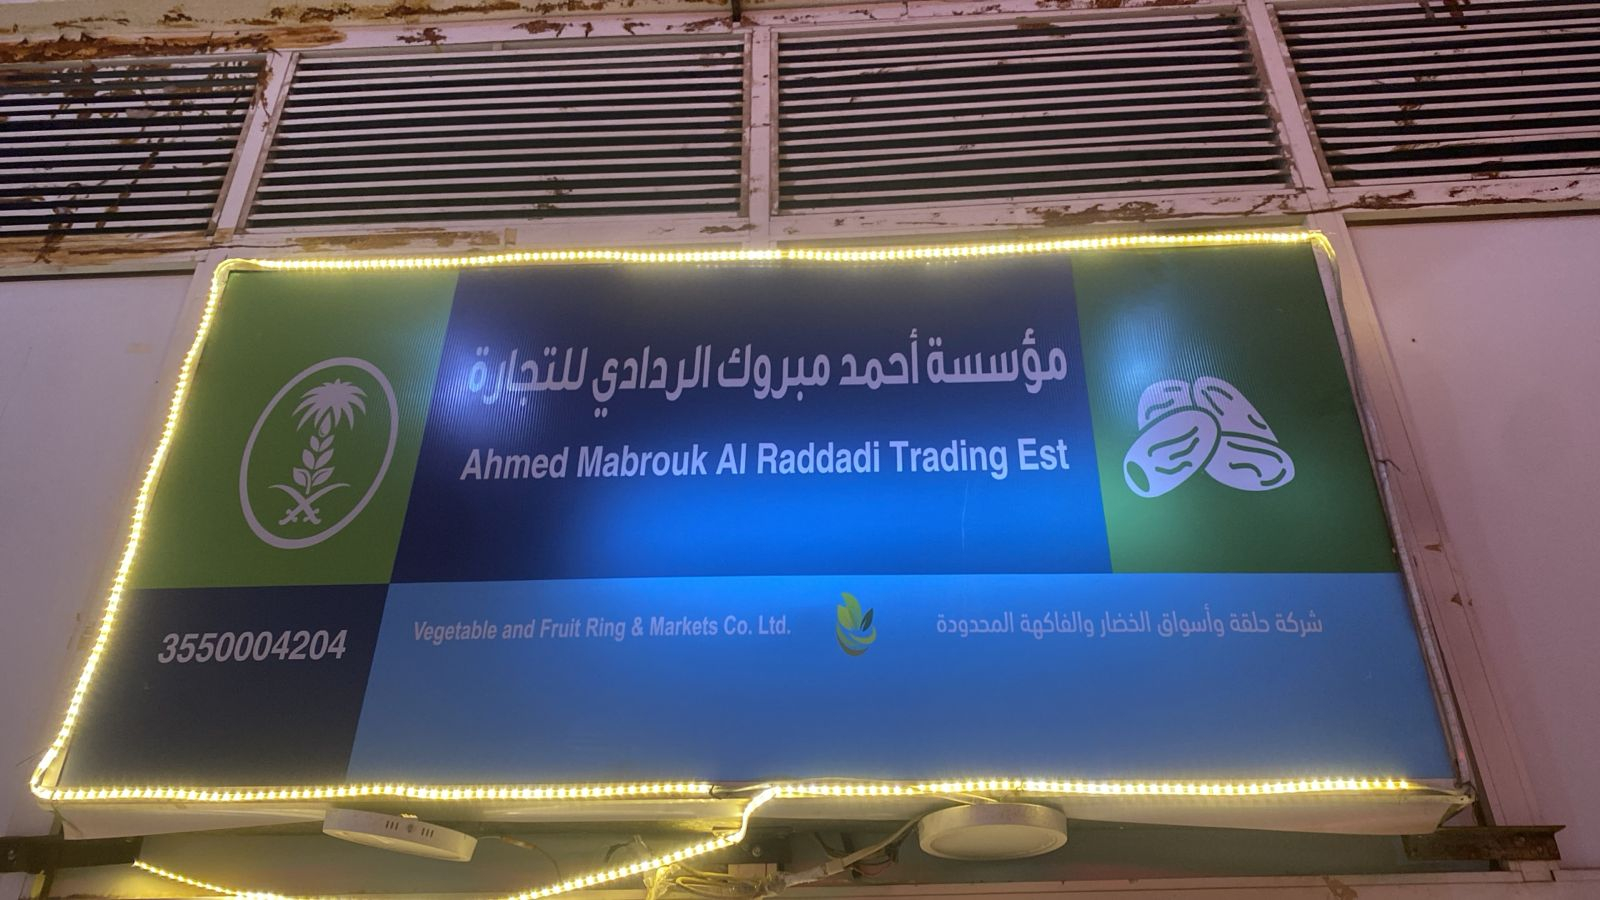 مؤسسة أحمد مبروك الردادي للتجارة
Ahmed Mabrouk Al Raddadi Trading Est
3550004204
Vegetable and Fruit Ring & Markets Co. Ltd.
شركة حلقة وأسواق الخضار والفاكهة المحدودة